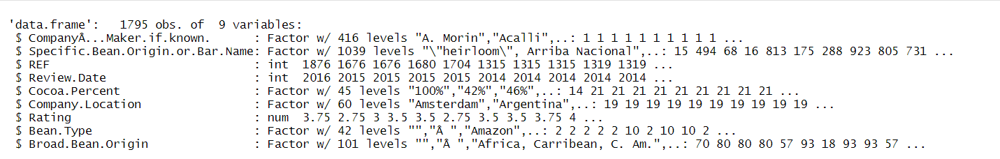 'data.frame':   1795 obs. of  9 variables:
 $ CompanyÂ...Maker.if.known.      : Factor w/ 416 levels "A. Morin","Acalli",..: 1 1 1 1 1 1 1 1 1 1 ...
 $ Specific.Bean.Origin.or.Bar.Name: Factor w/ 1039 levels "\"heirloom\", Arriba Nacional",..: 15 494 68 16 813 175 288 923 805 731 ...
 $ REF                             : int  1876 1676 1676 1680 1704 1315 1315 1315 1319 1319 ...
 $ Review.Date                     : int  2016 2015 2015 2015 2015 2014 2014 2014 2014 2014 ...
 $ Cocoa.Percent                   : Factor w/ 45 levels "100%","42%","46%",..: 14 21 21 21 21 21 21 21 21 21 ...
 $ Company.Location                : Factor w/ 60 levels "Amsterdam","Argentina",..: 19 19 19 19 19 19 19 19 19 19 ...
 $ Rating                          : num  3.75 2.75 3 3.5 3.5 2.75 3.5 3.5 3.75 4 ...
 $ Bean.Type                       : Factor w/ 42 levels "","Â ","Amazon",..: 2 2 2 2 2 10 2 10 10 2 ...
 $ Broad.Bean.Origin               : Factor w/ 101 levels "","Â ","Africa, Carribean, C. Am.",..: 70 80 80 80 57 93 18 93 93 57 ...